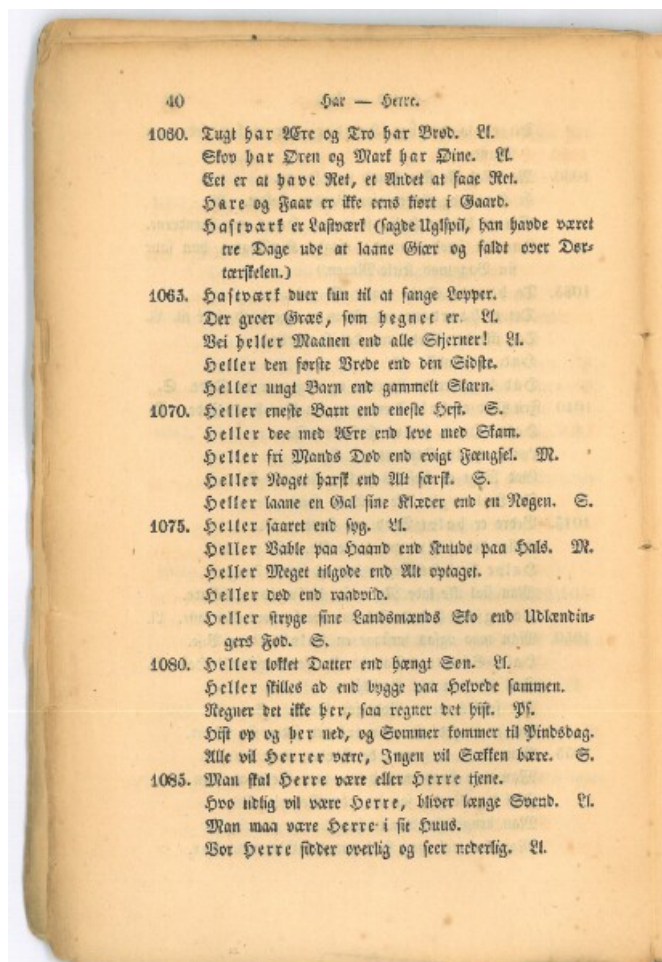 40 Har — Herre.
1060. Tugt har Ære og Tro har Brød. Ll.
Skov har Øren og Mark har Øine. Ll.
Eet er at have Ret, et Andet at faae Ret.
Hare og Faar er ikke eens kiørt i Gaard.
Hastværk er Lastværk (sagde Uglspil, han havde været
tre Dage ude at laane Giær og faldt over Dør-
tærskelen.)
1065. Hastværk duer kun til at fange Lopper.
Der groer Græs, som hegnet er. Ll.
Vei heller Maanen end alle Stjerner! Ll.
Heller den første Vrede end den Sidste.
Heller ungt Barn end gammelt Skarn.
1070. Heller eneste Barn end eneste Hest. S.
Heller døe med Ære end leve med Skam.
Heller fri Mands Død end evigt Fængsel. M.
Heller Noget harsk end Alt færsk. S.
Heller laane en Gal sine Klæder end en Nøgen. S.
1075. Heller saaret end syg. Ll.
Heller Vable paa Haand end Knude paa Hals. M.
Heller Meget tilgode end Alt optaget.
Heller død end raadvild.
Heller stryge sine Landsmænds Sko end Udlændin-
gers Fod. S.
1080. Heller lokket Datter end hængt Søn. Ll.
Heller skilles ad end bygge paa Helvede sammen.
Regner det ikke her, saa regner det hist. Ps.
Hist op og her ned, og Sommer kommer til Pindsdag.
Alle vil Herrer være, Ingen vil Sækken bære. S.
1085. Man skal Herre være eller Herre tjene.
Hvo udlig vil være Herre, bliver længe Svend. Ll.
Man maa være Herre i sit Huus.
Vor Herre sidder overlig og seer nederlig. Ll.